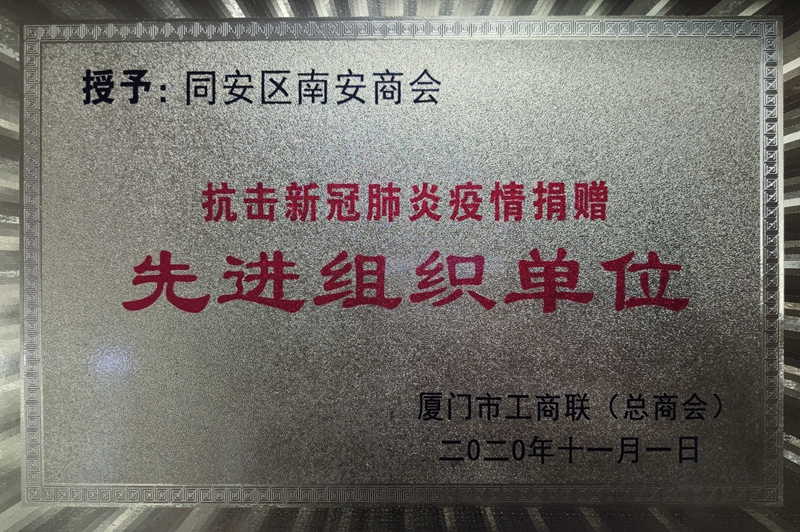 授予:同安区南安商会
抗击新冠肺炎疫情捐赠
先进组织单位
厦门市工商联（总商会）
二0二0年十一月一日